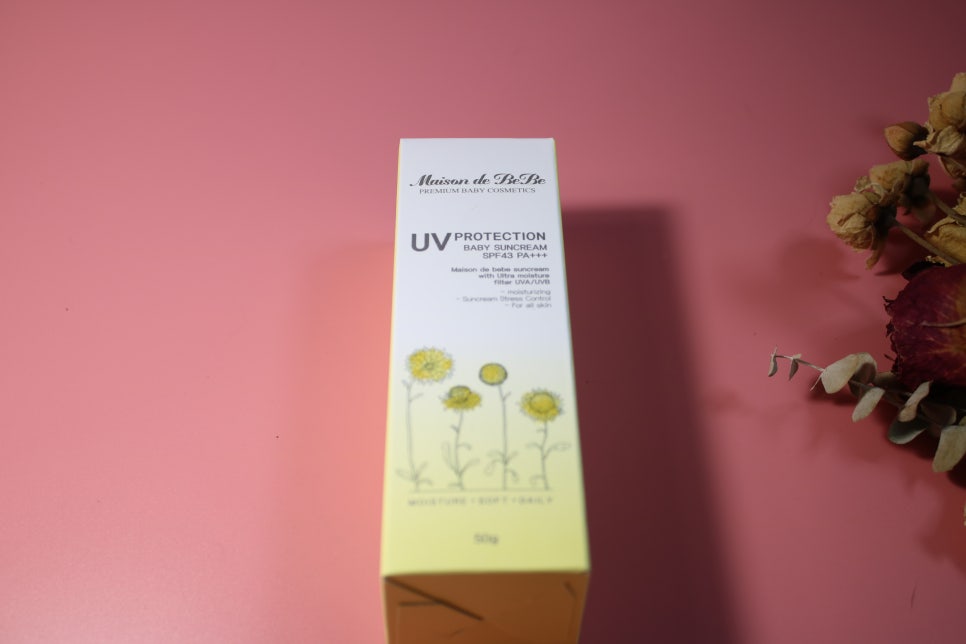 Maison de BeBe
PREMIUM BABY COSMETICS
UV PROTECTION
BABY SUNCREAM
SPF43 PA+++
Maison de bebe suncream
with Ultra moisture
filter UVA/UVB
- moisturizing
- Suncream Stress Control
- For all skin
MOISTURE + SOFT + DAILY
50g